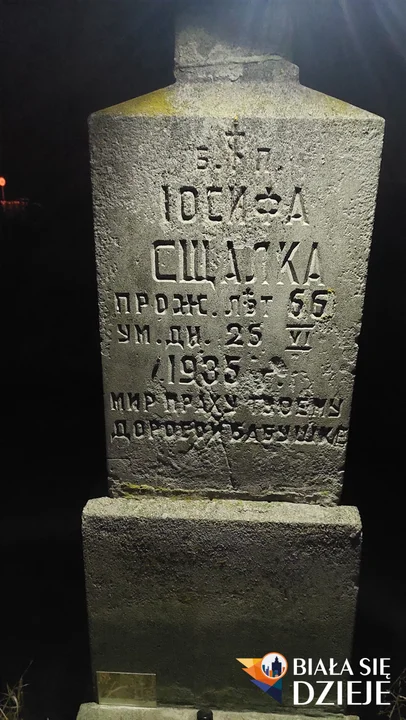 Б. † П.
ІОСИФА
СЩАЛКА
ПРОЖ. ЛѢТ 66
УМ. ДН. 25 VI
1935 г.
МИР ПРАХУ ТВОЕМУ
ДОРОГОЙ БАБУШКЕ
BIAŁA SIĘ
DZIEJE